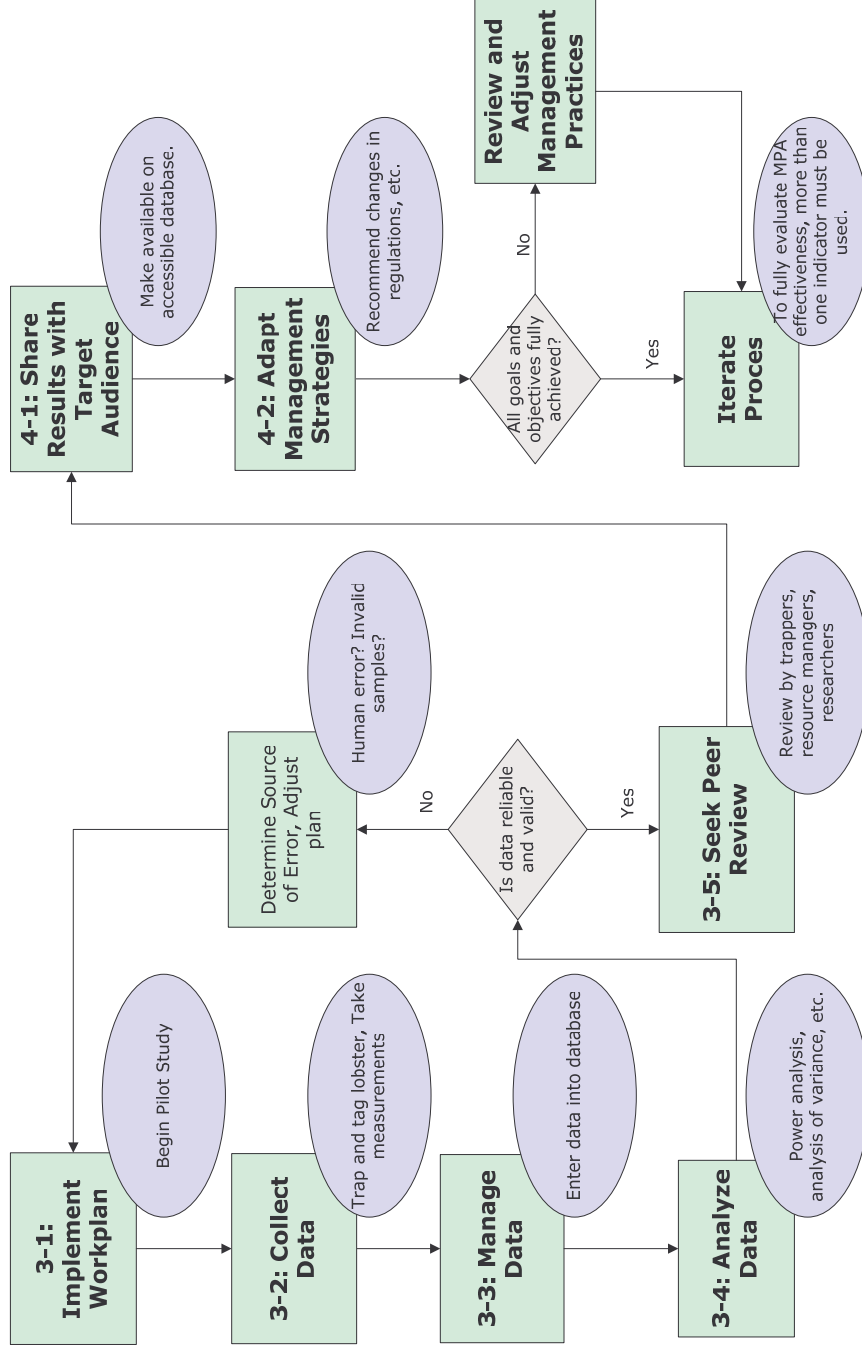 3-1:
Implement
Workplan
Begin Pilot Study
3-2: Collect
Data
Trap and tag lobster, Take
measurements
3-3: Manage
Data
Enter data into database
3-4: Analyze
Data
Power analysis,
analysis of variance, etc.
Determine Source
of Error, Adjust
plan
Human error? Invalid
samples?
No
Is data reliable
and valid?
Yes
3-5: Seek Peer
Review
Review by trappers,
resource managers,
researchers
4-1: Share
Results with
Target
Audience
Make available on
accessible database.
4-2: Adapt
Management
Strategies
Recommend changes in
regulations, etc.
All goals and
objectives fully
achieved?
No
Review and
Adjust
Management
Practices
Yes
Iterate
Proces
To fully evaluate MPA
effectiveness, more than
one indicator must be
used.